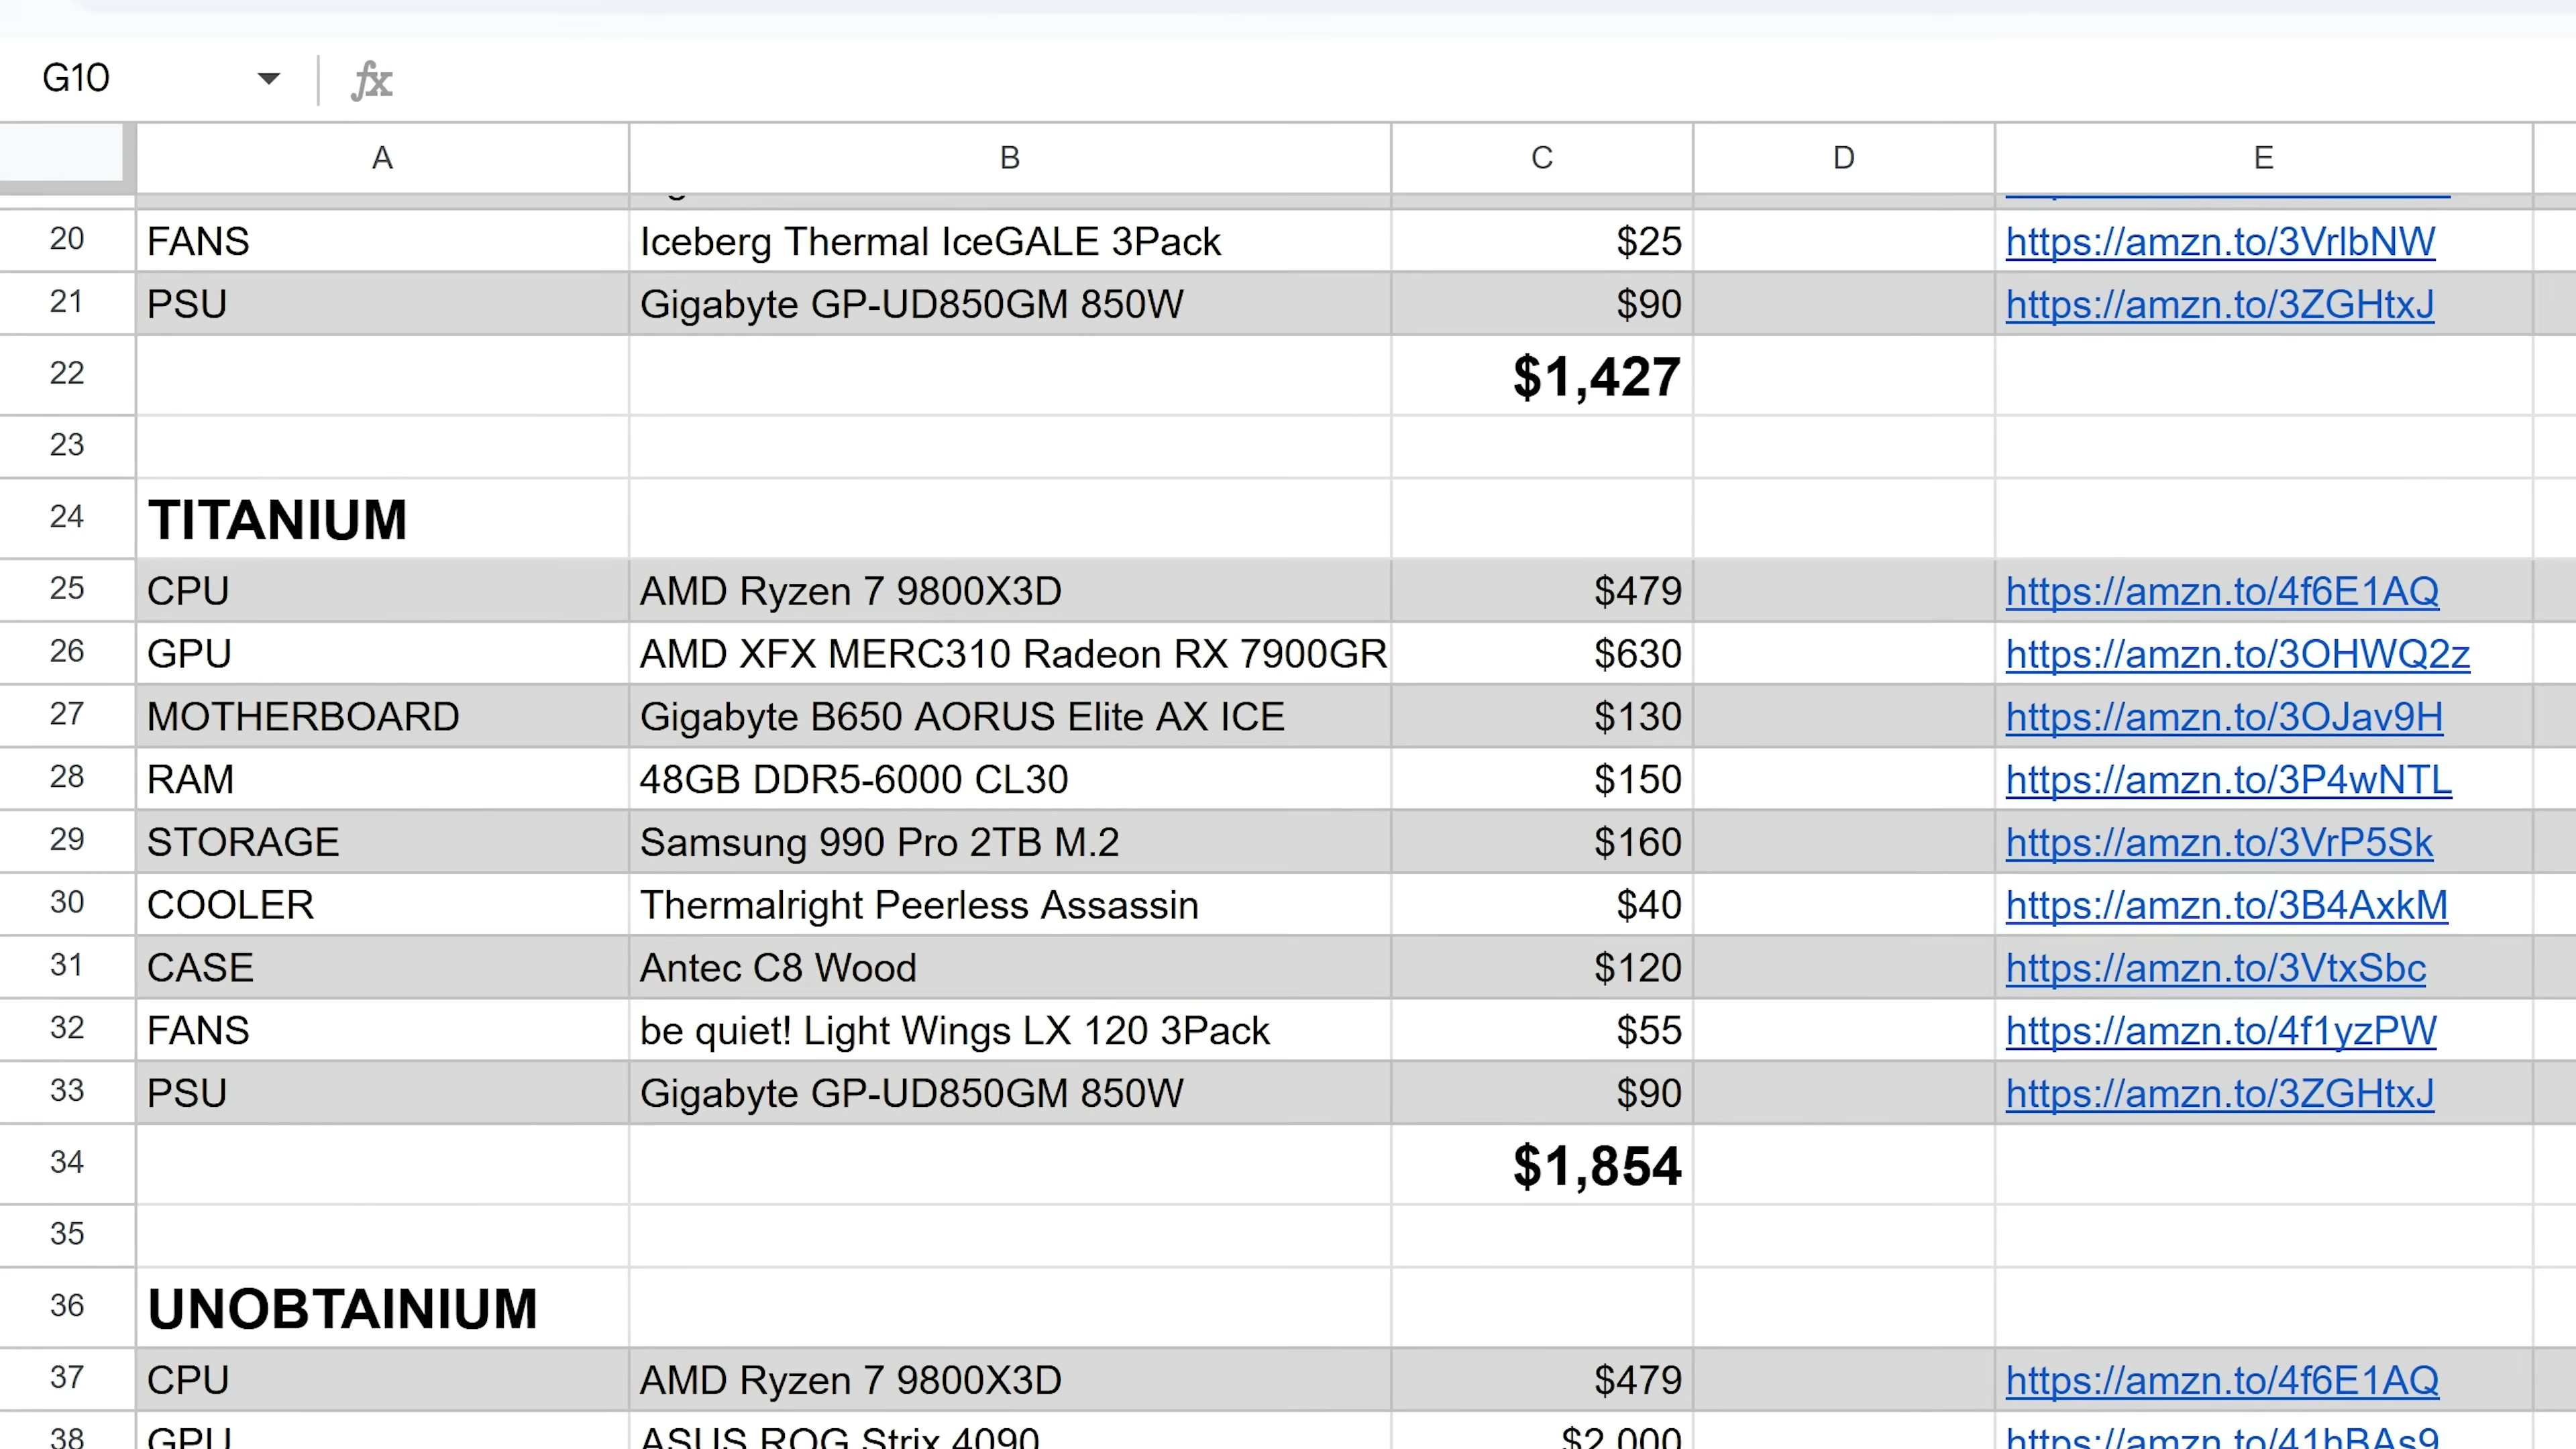 G10 fx
A B C D E
20 FANS Iceberg Thermal IceGALE 3Pack $25 https://amzn.to/3VrlbNW
21 PSU Gigabyte GP-UD850GM 850W $90 https://amzn.to/3ZGHtxJ
22 $1,427
23
24 TITANIUM
25 CPU AMD Ryzen 7 9800X3D $479 https://amzn.to/4f6E1AQ
26 GPU AMD XFX MERC310 Radeon RX 7900GR $630 https://amzn.to/3OHWQ2z
27 MOTHERBOARD Gigabyte B650 AORUS Elite AX ICE $130 https://amzn.to/3OJav9H
28 RAM 48GB DDR5-6000 CL30 $150 https://amzn.to/3P4wNTL
29 STORAGE Samsung 990 Pro 2TB M.2 $160 https://amzn.to/3VrP5Sk
30 COOLER Thermalright Peerless Assassin $40 https://amzn.to/3B4AxkM
31 CASE Antec C8 Wood $120 https://amzn.to/3VtxSbc
32 FANS be quiet! Light Wings LX 120 3Pack $55 https://amzn.to/4f1yzPW
33 PSU Gigabyte GP-UD850GM 850W $90 https://amzn.to/3ZGHtxJ
34 $1,854
35
36 UNOBTAINIUM
37 CPU AMD Ryzen 7 9800X3D $479 https://amzn.to/4f6E1AQ
38 GPU ASUS ROG Strix 4090 $2,000 https://amzn.to/41hBAs9